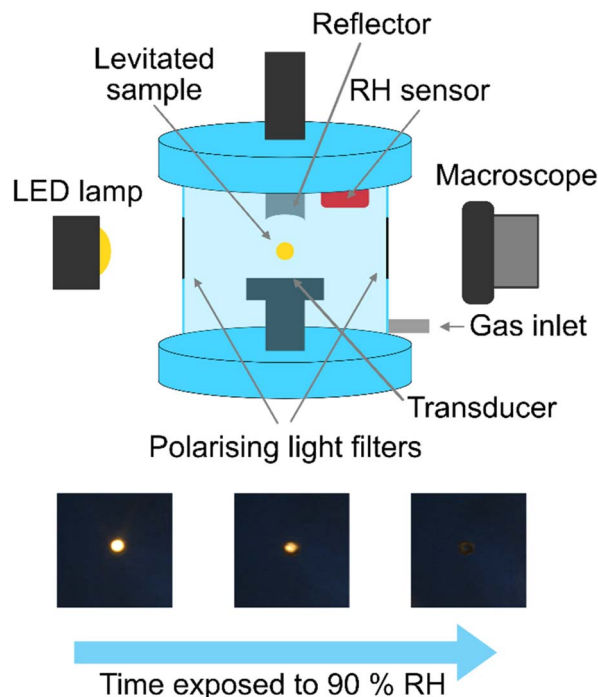 Reflector
Levitated
sample
RH sensor
LED lamp
Macroscope
Gas inlet
Transducer
Polarising light filters
Time exposed to 90 % RH